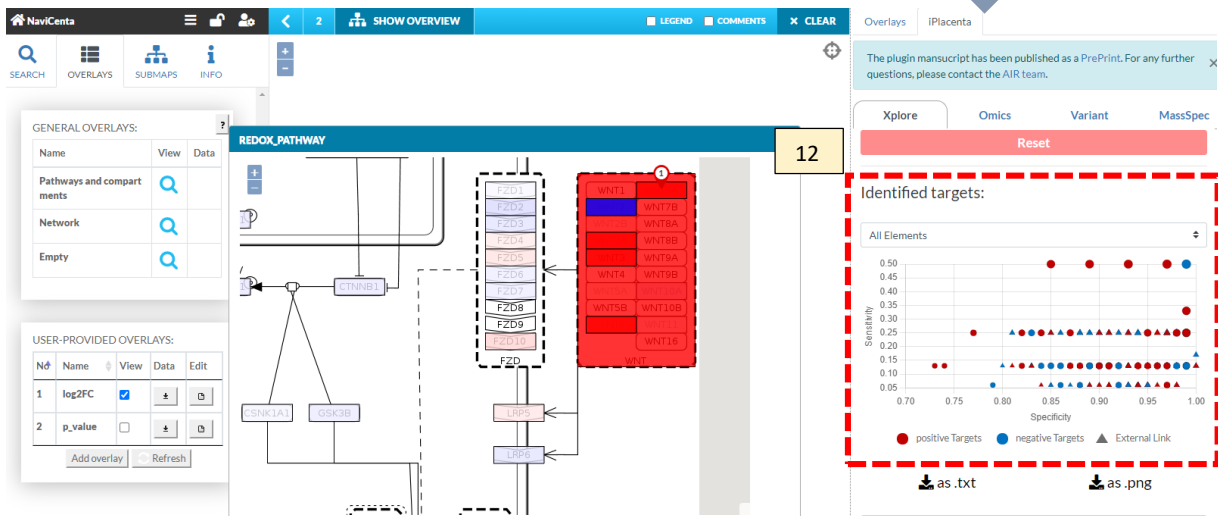 NaviCenta
2
SHOW OVERVIEW
LEGEND
COMMENTS
× CLEAR
Overlays
iPlacenta
SEARCH
OVERLAYS
SUBMAPS
INFO
The plugin mansucript has been published as a PrePrint. For any further
questions, please contact the AIR team.
×
Xplore
Omics
Variant
MassSpec
Reset
GENERAL OVERLAYS:
?
Name
View
Data
Pathways and compart
ments
Network
Empty
USER-PROVIDED OVERLAYS:
Name
View
Data
Edit
1
log2FC
2
p_value
Add overlay
Refresh
REDOX_PATHWAY
12
FZD1
FZD2
FZD3
FZD4
FZD5
FZD6
FZD7
FZD8
FZD9
FZD10
FZD
1
WNT1
WNT7B
WNT8A
WNT8B
WNT9A
WNT4
WNT9B
WNT5B
WNT10B
WNT16
WNT
CTNNB1
CSNK1A1
GSK3B
LRP5
LRP6
Identified targets:
All Elements
0.50
0.45
0.40
0.35
0.30
0.25
0.20
0.15
0.10
0.05
Sensitivity
0.70
0.75
0.80
0.85
0.90
0.95
1.00
Specificity
positive Targets
negative Targets
External Link
as .txt
as .png